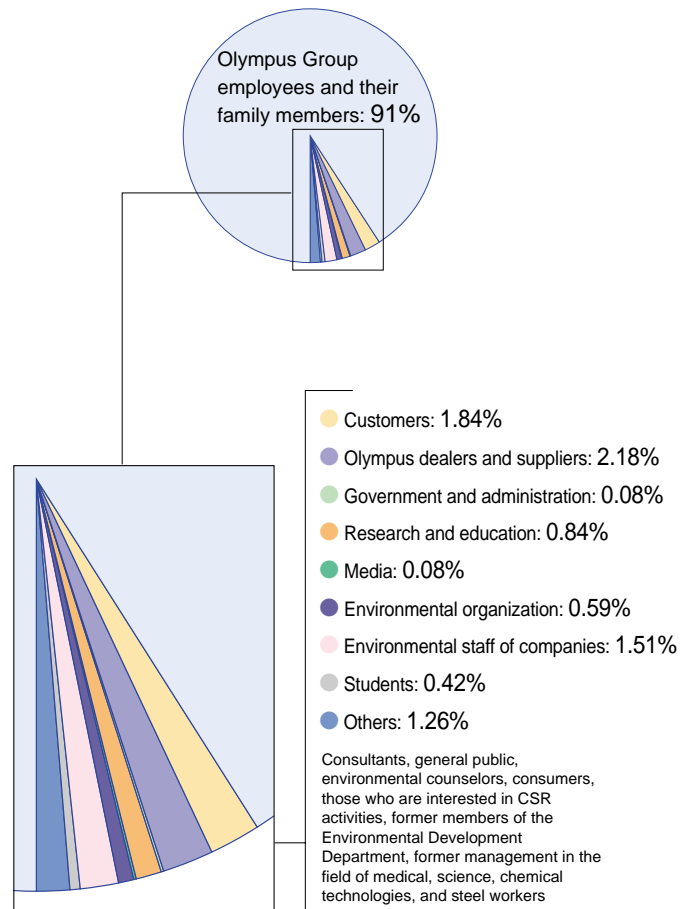 Olympus Group
employees and their
family members: 91%
Customers: 1.84%
Olympus dealers and suppliers: 2.18%
Government and administration: 0.08%
Research and education: 0.84%
Media: 0.08%
Environmental organization: 0.59%
Environmental staff of companies: 1.51%
Students: 0.42%
Others: 1.26%
Consultants, general public,
environmental counselors, consumers,
those who are interested in CSR
activities, former members of the
Environmental Development
Department, former management in the
field of medical, science, chemical
technologies, and steel workers